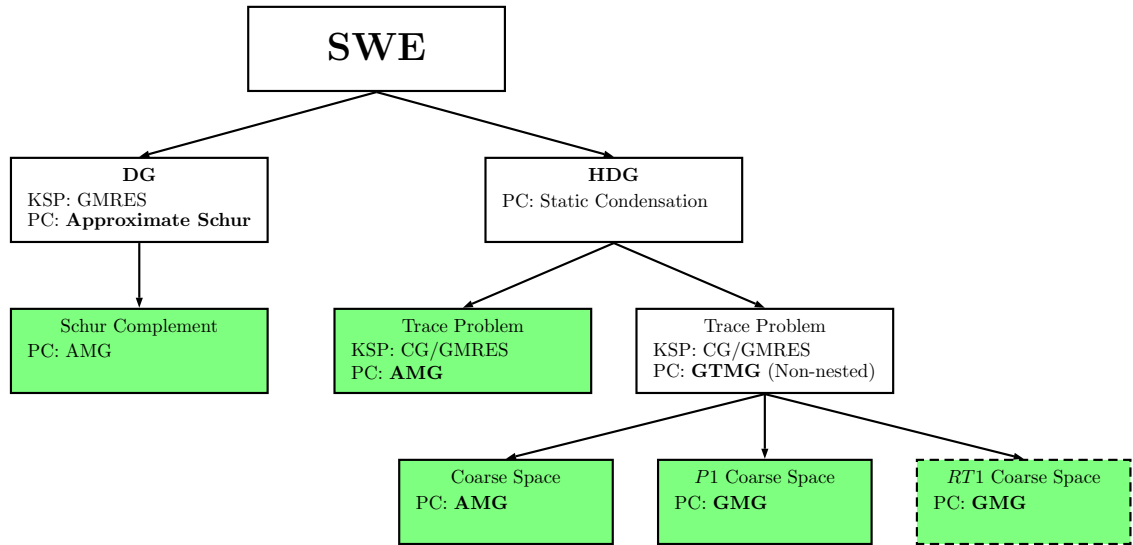 SWE
DG
KSP: GMRES
PC: Approximate Schur
HDG
PC: Static Condensation
Schur Complement
PC: AMG
Trace Problem
KSP: CG/GMRES
PC: AMG
Trace Problem
KSP: CG/GMRES
PC: GTMG (Non-nested)
Coarse Space
PC: AMG
P1 Coarse Space
PC: GMG
RT1 Coarse Space
PC: GMG